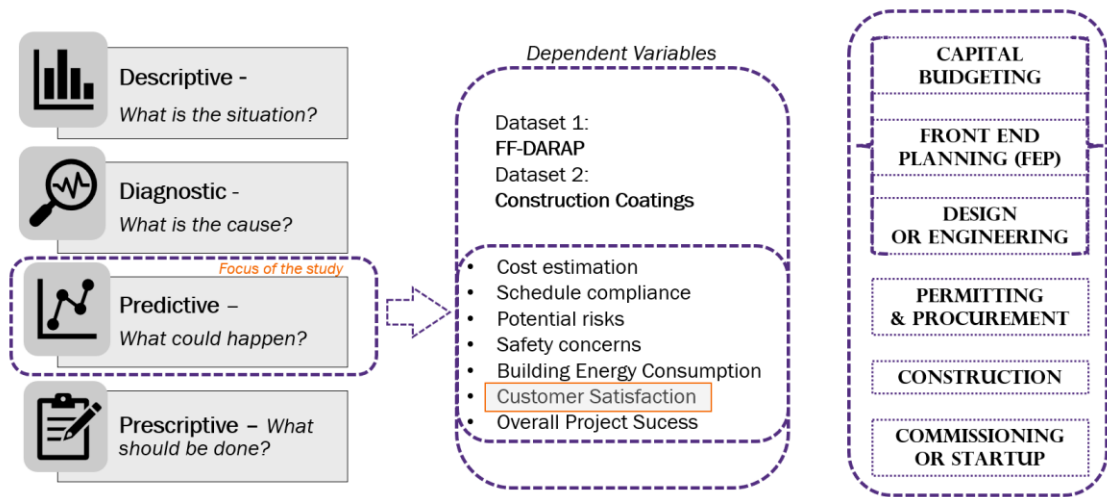 Descriptive -
What is the situation?
Diagnostic -
What is the cause?
Focus of the study
Predictive –
What could happen?
Prescriptive – What
should be done?
Dependent Variables
Dataset 1:
FF-DARAP
Dataset 2:
Construction Coatings
• Cost estimation
• Schedule compliance
• Potential risks
• Safety concerns
• Building Energy Consumption
• Customer Satisfaction
• Overall Project Sucess
CAPITAL
BUDGETING
FRONT END
PLANNING (FEP)
DESIGN
OR ENGINEERING
PERMITTING
& PROCUREMENT
CONSTRUCTION
COMMISSIONING
OR STARTUP